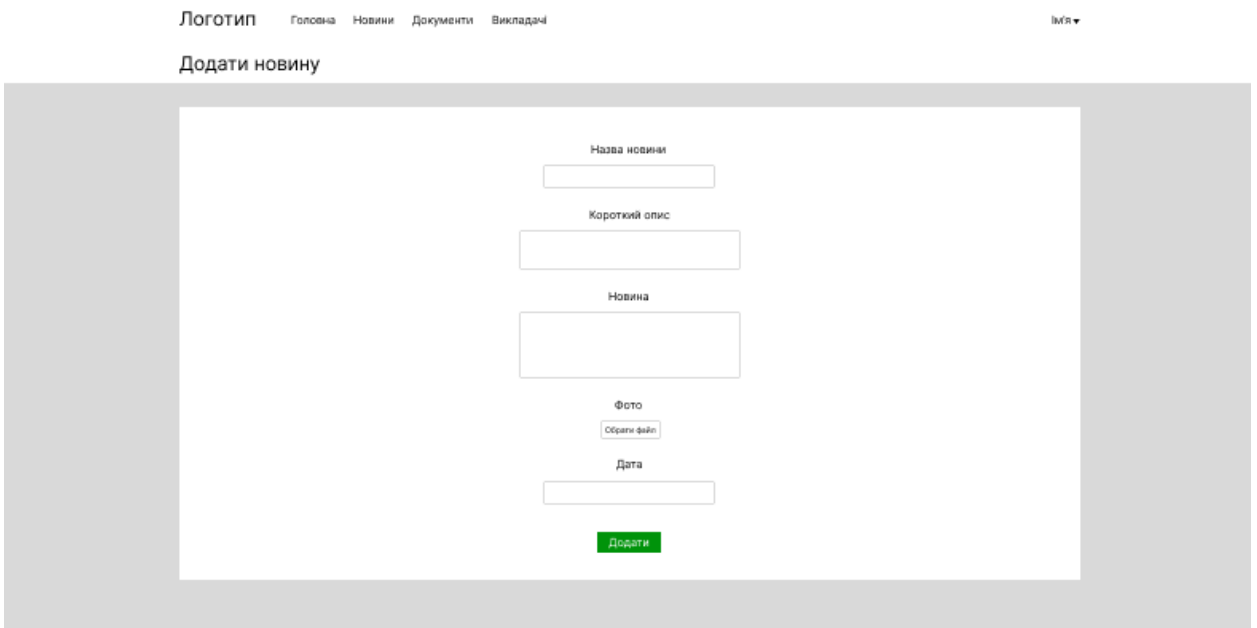 Логотип Головна Новини Документи Викладачі Ім'я
Додати новину
Назва новини
Короткий опис
Новина
Фото
Обрати файл
Дата
Додати